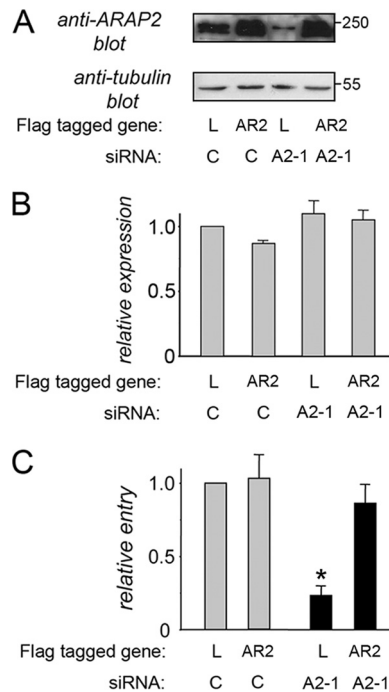 A
anti-ARAP2 blot
250
anti-tubulin blot
55
Flag tagged gene: L AR2 L AR2
siRNA: C C A2-1 A2-1
B
relative expression
1.0
0.5
0
Flag tagged gene: L AR2 L AR2
siRNA: C C A2-1 A2-1
C
relative entry
1.0
0.5
0
*
Flag tagged gene: L AR2 L AR2
siRNA: C C A2-1 A2-1